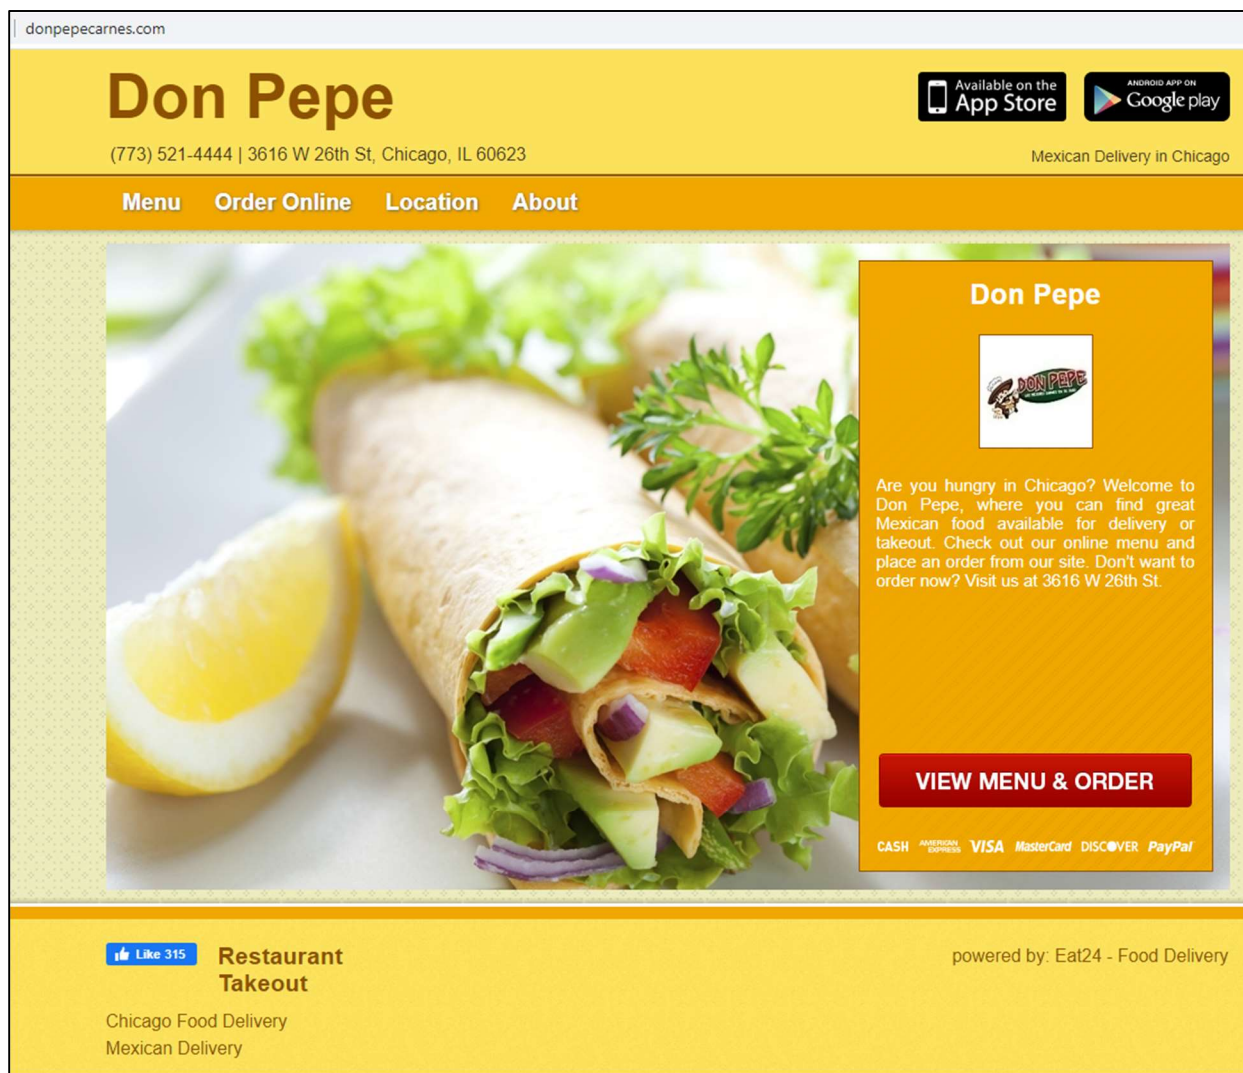 donpepecarnes.com
Don Pepe
Available on the
App Store
ANDROID APP ON
Google play
(773) 521-4444 | 3616 W 26th St, Chicago, IL 60623
Mexican Delivery in Chicago
Menu Order Online Location About
Don Pepe
DON PEPE
Are you hungry in Chicago? Welcome to
Don Pepe, where you can find great
Mexican food available for delivery or
takeout. Check out our online menu and
place an order from our site. Don't want to
order now? Visit us at 3616 W 26th St.
VIEW MENU & ORDER
CASH AMERICAN EXPRESS VISA MasterCard DISCOVER PayPal
Like 315
Restaurant
Takeout
powered by: Eat24 - Food Delivery
Chicago Food Delivery
Mexican Delivery